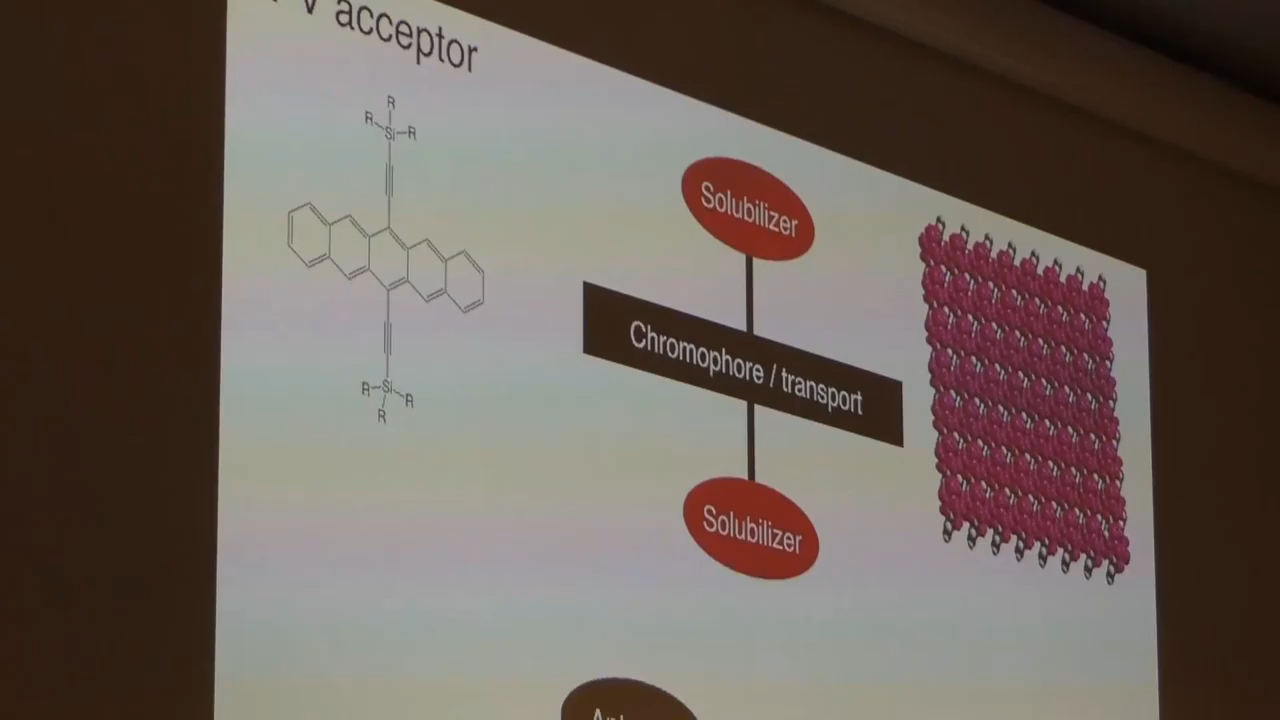 V acceptor
R
R
Si
R
Solubilizer
Chromophore / transport
Si
R
R
R
Solubilizer